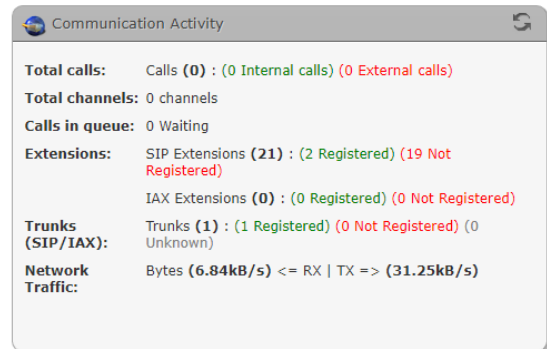 Communication Activity
Total calls: Calls (0) : (0 Internal calls) (0 External calls)
Total channels: 0 channels
Calls in queue: 0 Waiting
Extensions: SIP Extensions (21) : (2 Registered) (19 Not
Registered)
IAX Extensions (0) : (0 Registered) (0 Not Registered)
Trunks Trunks (1) : (1 Registered) (0 Not Registered) (0
(SIP/IAX): Unknown)
Network Bytes (6.84kB/s) <= RX | TX => (31.25kB/s)
Traffic: